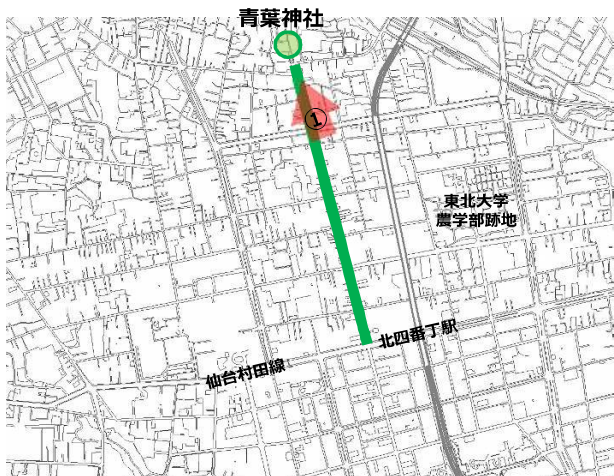 青葉神社
①
東北大学
農学部跡地
北四番丁駅
仙台村田線